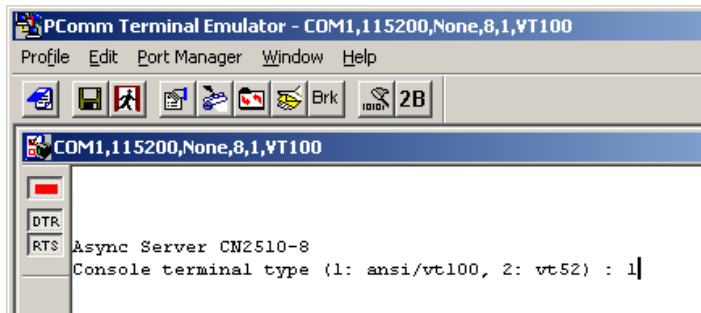 PComm Terminal Emulator - COM1,115200,None,8,1,VT100
Profile Edit Port Manager Window Help
Brk 2B
COM1,115200,None,8,1,VT100
DTR
RTS
Async Server CN2510-8
Console terminal type (1: ansi/vt100, 2: vt52) : 1